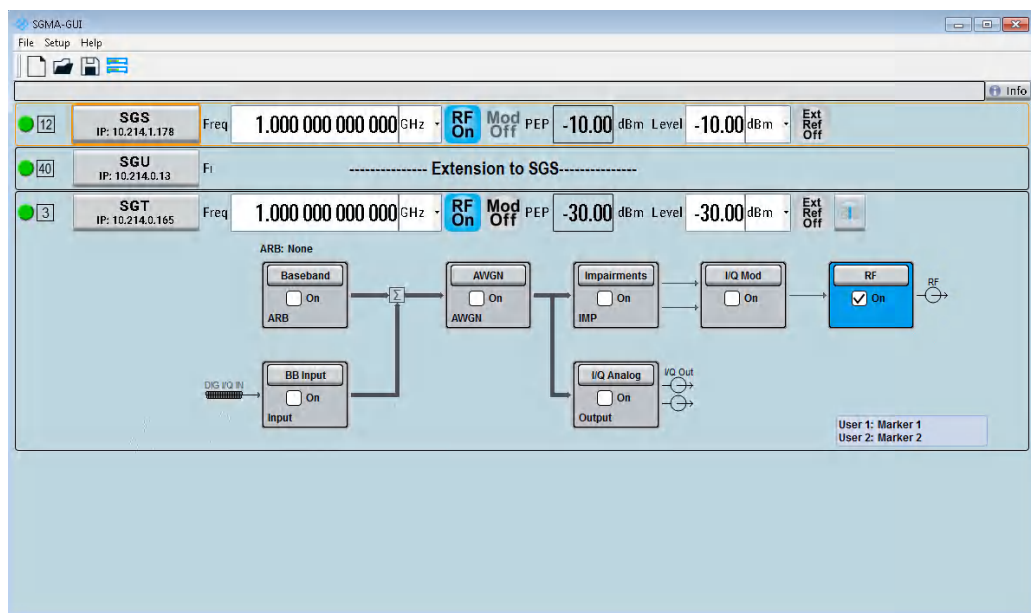 SGMA-GUI
File Setup Help
Info
12 SGS IP: 10.214.1.178 Freq 1.000 000 000 000 GHz RF On Mod Off PEP -10.00 dBm Level -10.00 dBm Ext Ref Off
40 SGU IP: 10.214.0.13 --------------- Extension to SGS---------------
3 SGT IP: 10.214.0.165 Freq 1.000 000 000 000 GHz RF On Mod Off PEP -30.00 dBm Level -30.00 dBm Ext Ref Off
ARB: None
Baseband
On
ARB
Σ
AWGN
On
AWGN
Impairments
On
IMP
I/Q Mod
On
RF
On
RF
DIG I/Q IN
BB Input
On
Input
I/Q Analog
On
Output
I/Q Out
User 1: Marker 1
User 2: Marker 2